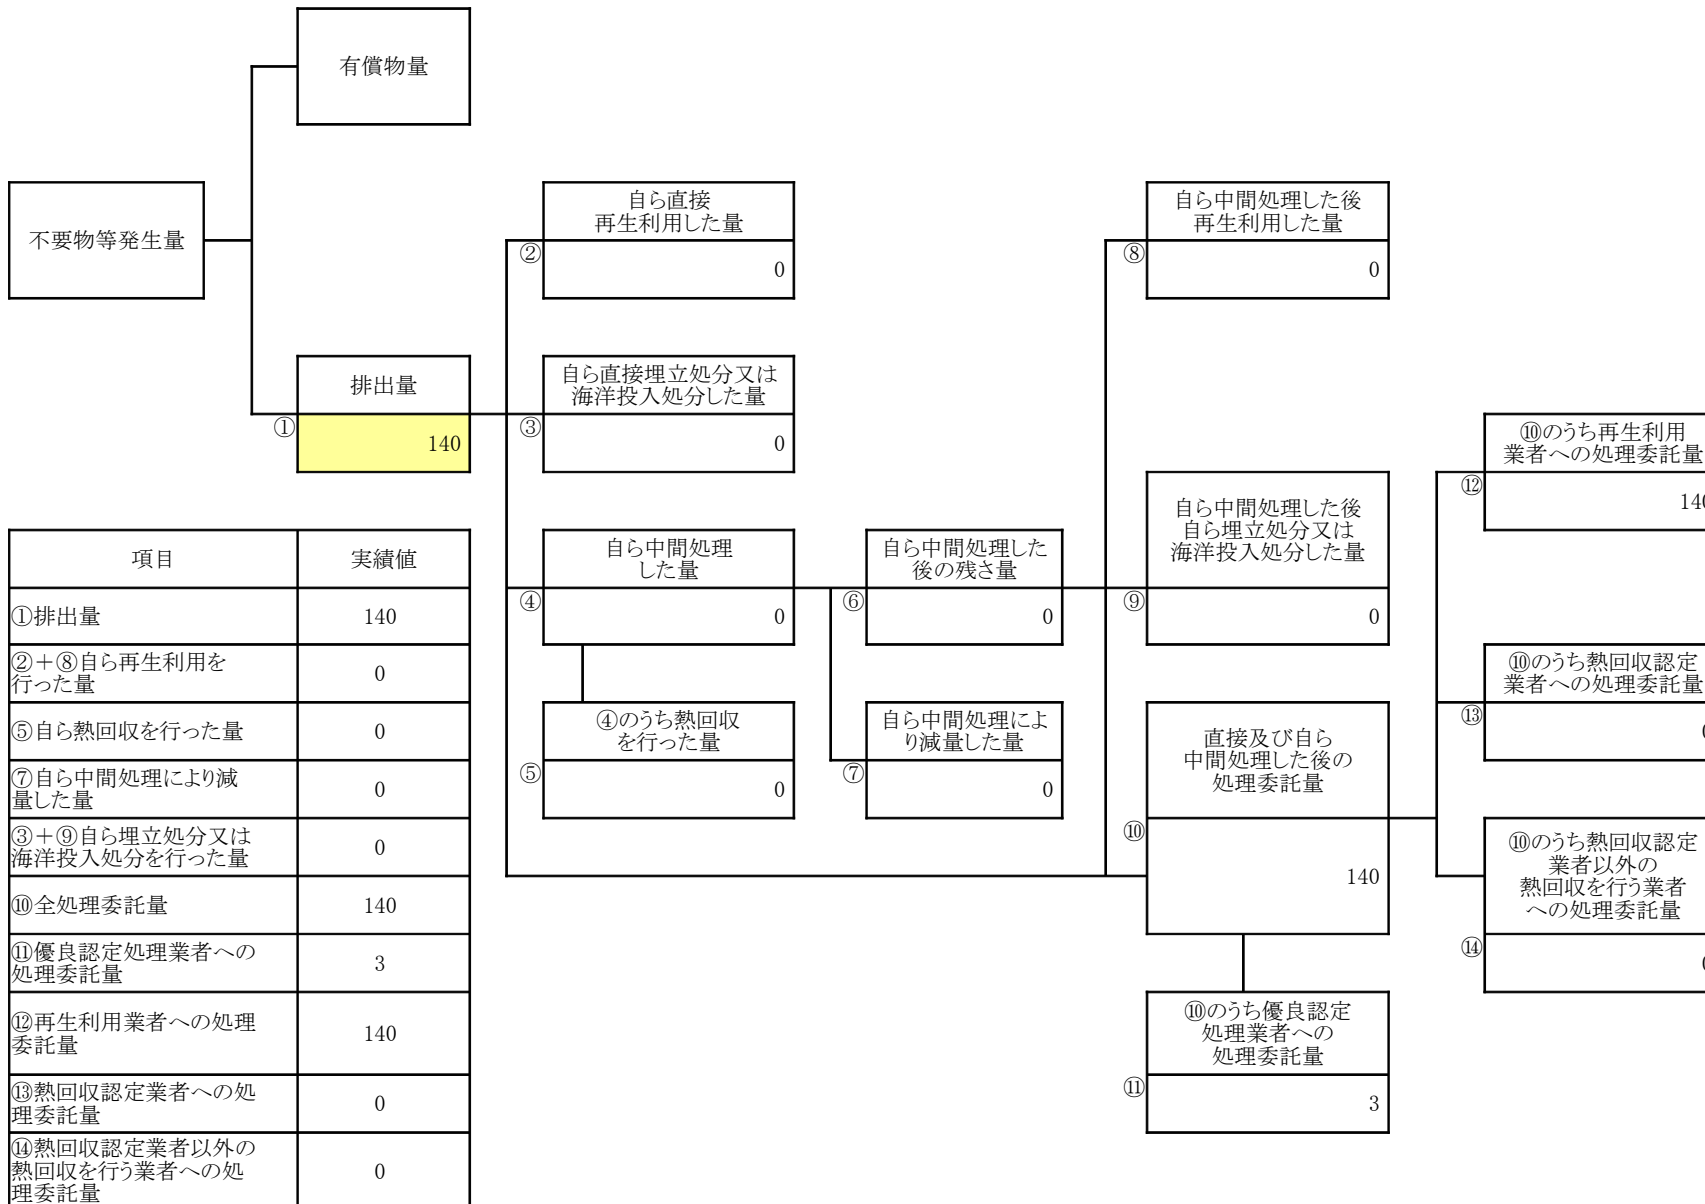 有償物量
不要物等発生量
自ら直接
再生利用した量
②
0
自ら中間処理した後
再生利用した量
⑧
0
排出量
①
140
自ら直接埋立処分又は
海洋投入処分した量
③
0
自ら中間処理
した量
④
0
自ら中間処理した
後の残さ量
⑥
0
自ら中間処理した後
自ら埋立処分又は
海洋投入処分した量
⑨
0
⑩のうち再生利用
業者への処理委託量
⑫
140
④のうち熱回収
を行った量
⑤
0
自ら中間処理によ
り減量した量
⑦
0
直接及び自ら
中間処理した後の
処理委託量
⑩
140
⑩のうち熱回収認定
業者への処理委託量
⑬
0
⑩のうち熱回収認定
業者以外の
熱回収を行う業者
への処理委託量
⑭
0
⑩のうち優良認定
処理業者への
処理委託量
⑪
3
項目 実績値
①排出量 140
②+⑧自ら再生利用を
行った量 0
⑤自ら熱回収を行った量 0
⑦自ら中間処理により減
量した量 0
③+⑨自ら埋立処分又は
海洋投入処分を行った量 0
⑩全処理委託量 140
⑪優良認定処理業者への
処理委託量 3
⑫再生利用業者への処理
委託量 140
⑬熱回収認定業者への処
理委託量 0
⑭熱回収認定業者以外の
熱回収を行う業者への処
理委託量 0